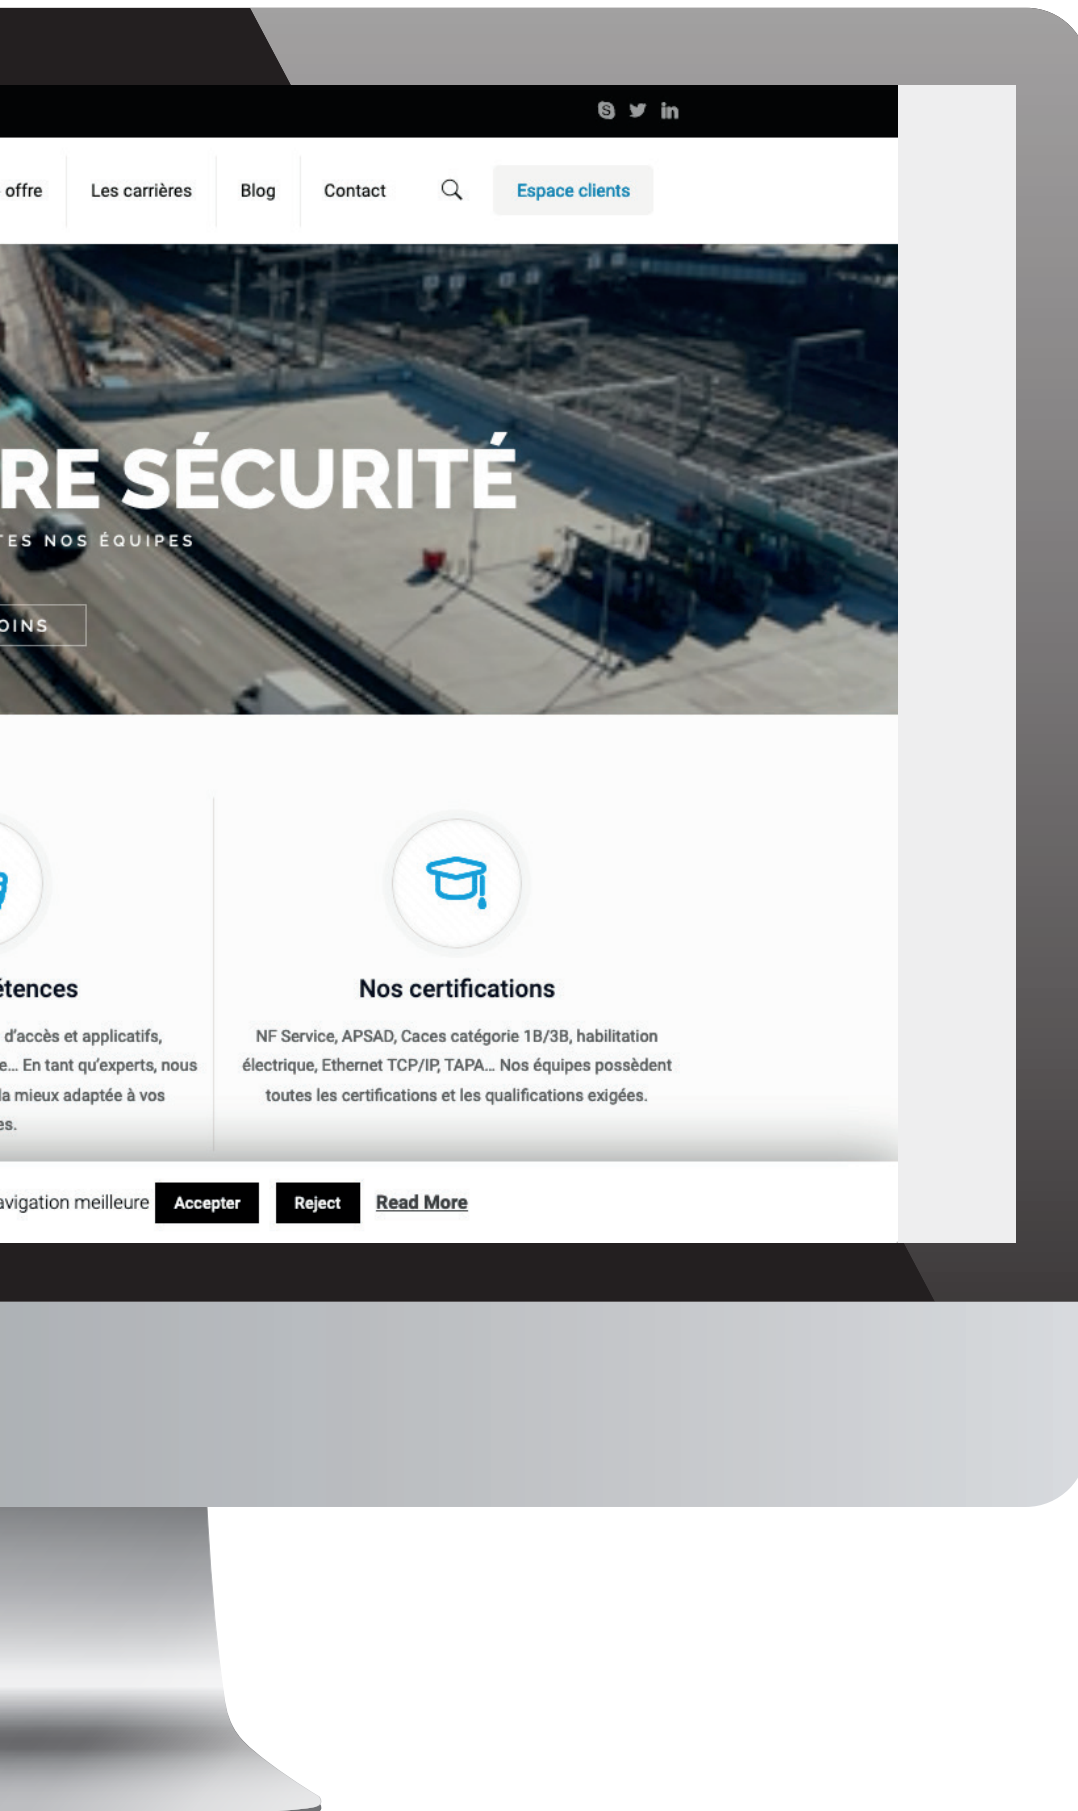 offre Les carrières Blog Contact Espace clients
RE SÉCURITÉ
TES NOS ÉQUIPES
OINS
étences
d'accès et applicatifs,
e... En tant qu'experts, nous
la mieux adaptée à vos
es.
Nos certifications
NF Service, APSAD, Caces catégorie 1B/3B, habilitation
électrique, Ethernet TCP/IP, TAPA... Nos équipes possèdent
toutes les certifications et les qualifications exigées.
avigation meilleure Accepter Reject Read More